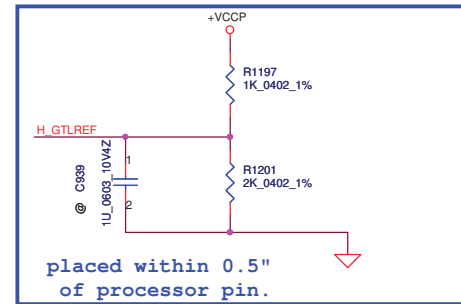 +VCCP
R1197
1K_0402_1%
H_GTLREF
1
@ C939
1U_0603_10V4Z
2
R1201
2K_0402_1%
placed within 0.5"
of processor pin.